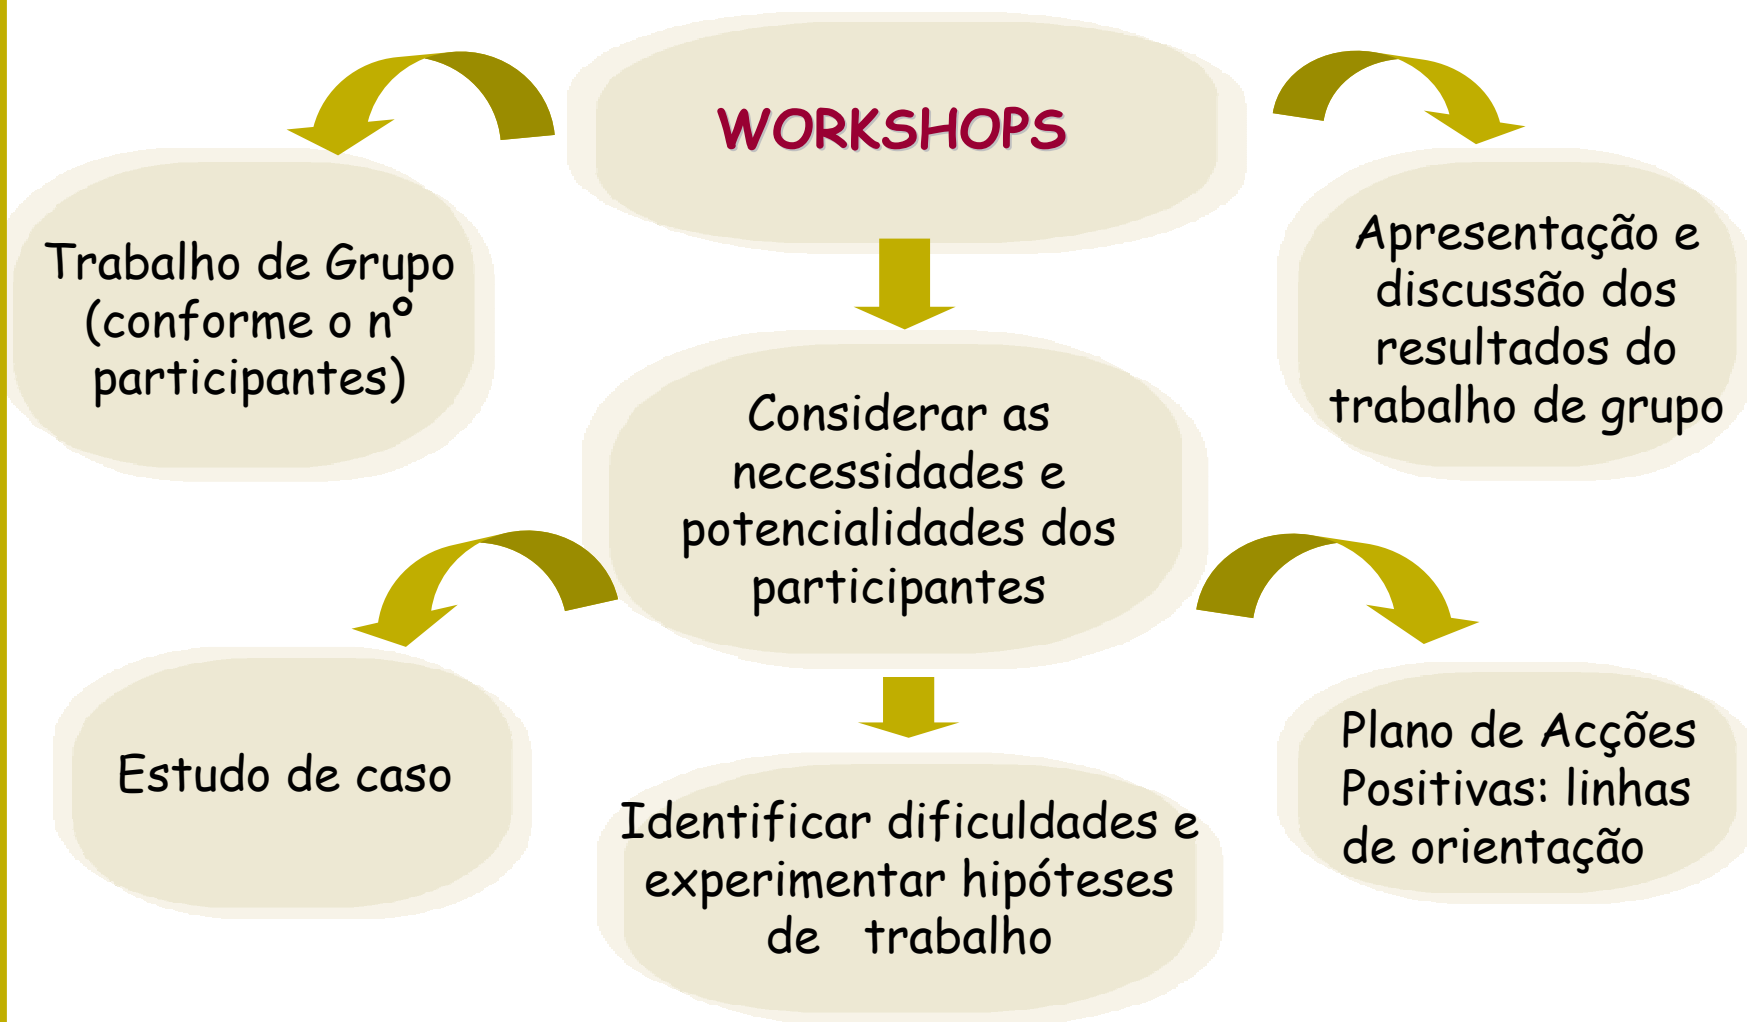 WORKSHOPS
Trabalho de Grupo
(conforme o nº
participantes)
Apresentação e
discussão dos
resultados do
trabalho de grupo
Considerar as
necessidades e
potencialidades dos
participantes
Estudo de caso
Identificar dificuldades e
experimentar hipóteses
de trabalho
Plano de Acções
Positivas: linhas
de orientação